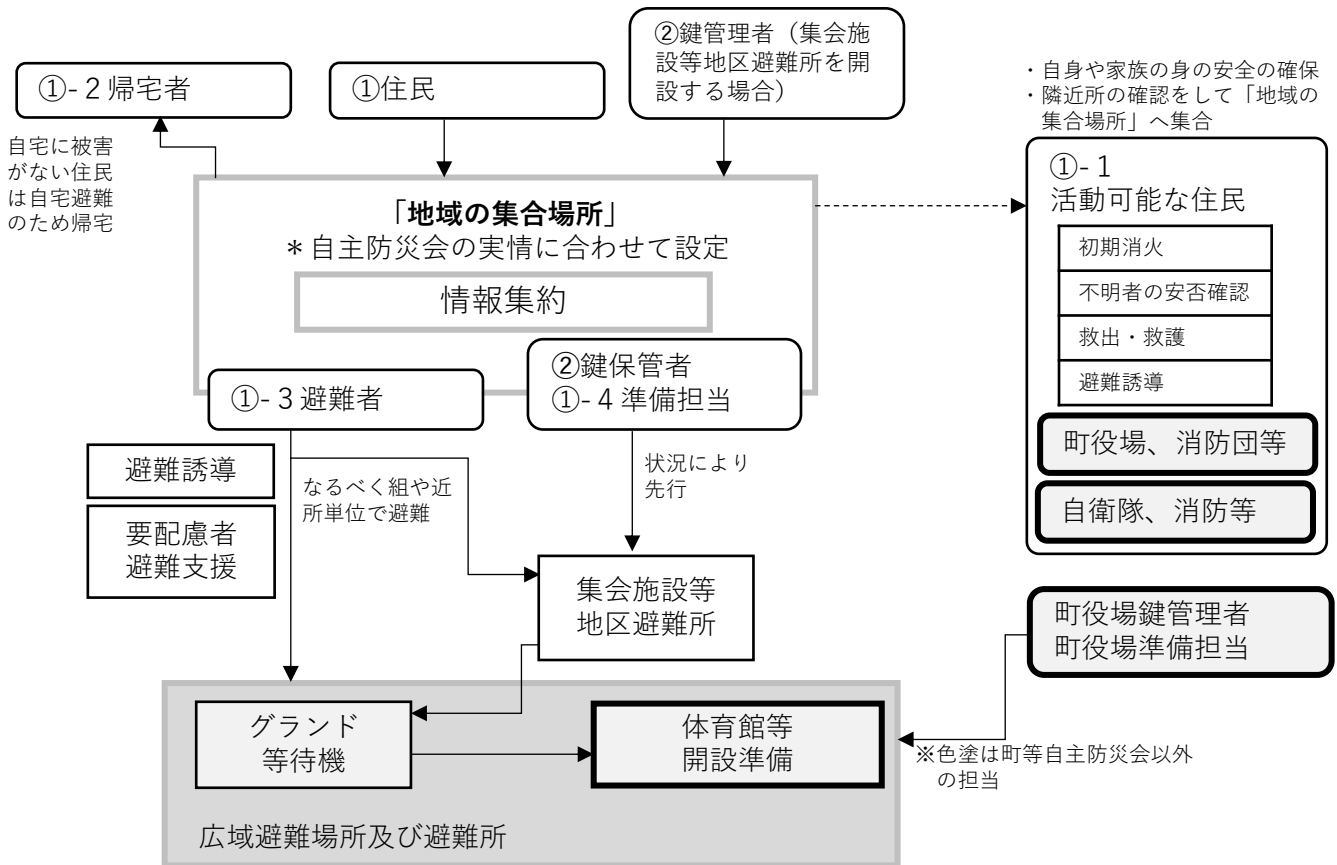 ①-２帰宅者
①住民
②鍵管理者（集会施
設等地区避難所を開
設する場合）
・自身や家族の身の安全の確保
・隣近所の確認をして「地域の
集合場所」へ集合
自宅に被害
がない住民
は自宅避難
のため帰宅
「地域の集合場所」
＊自主防災会の実情に合わせて設定
情報集約
①-１
活動可能な住民
初期消火
不明者の安否確認
救出・救護
避難誘導
町役場、消防団等
自衛隊、消防等
①-３避難者
②鍵保管者
①-４準備担当
避難誘導
要配慮者
避難支援
なるべく組や近
所単位で避難
状況により
先行
集会施設等
地区避難所
町役場鍵管理者
町役場準備担当
グランド
等待機
体育館等
開設準備
※色塗は町等自主防災会以外
の担当
広域避難場所及び避難所